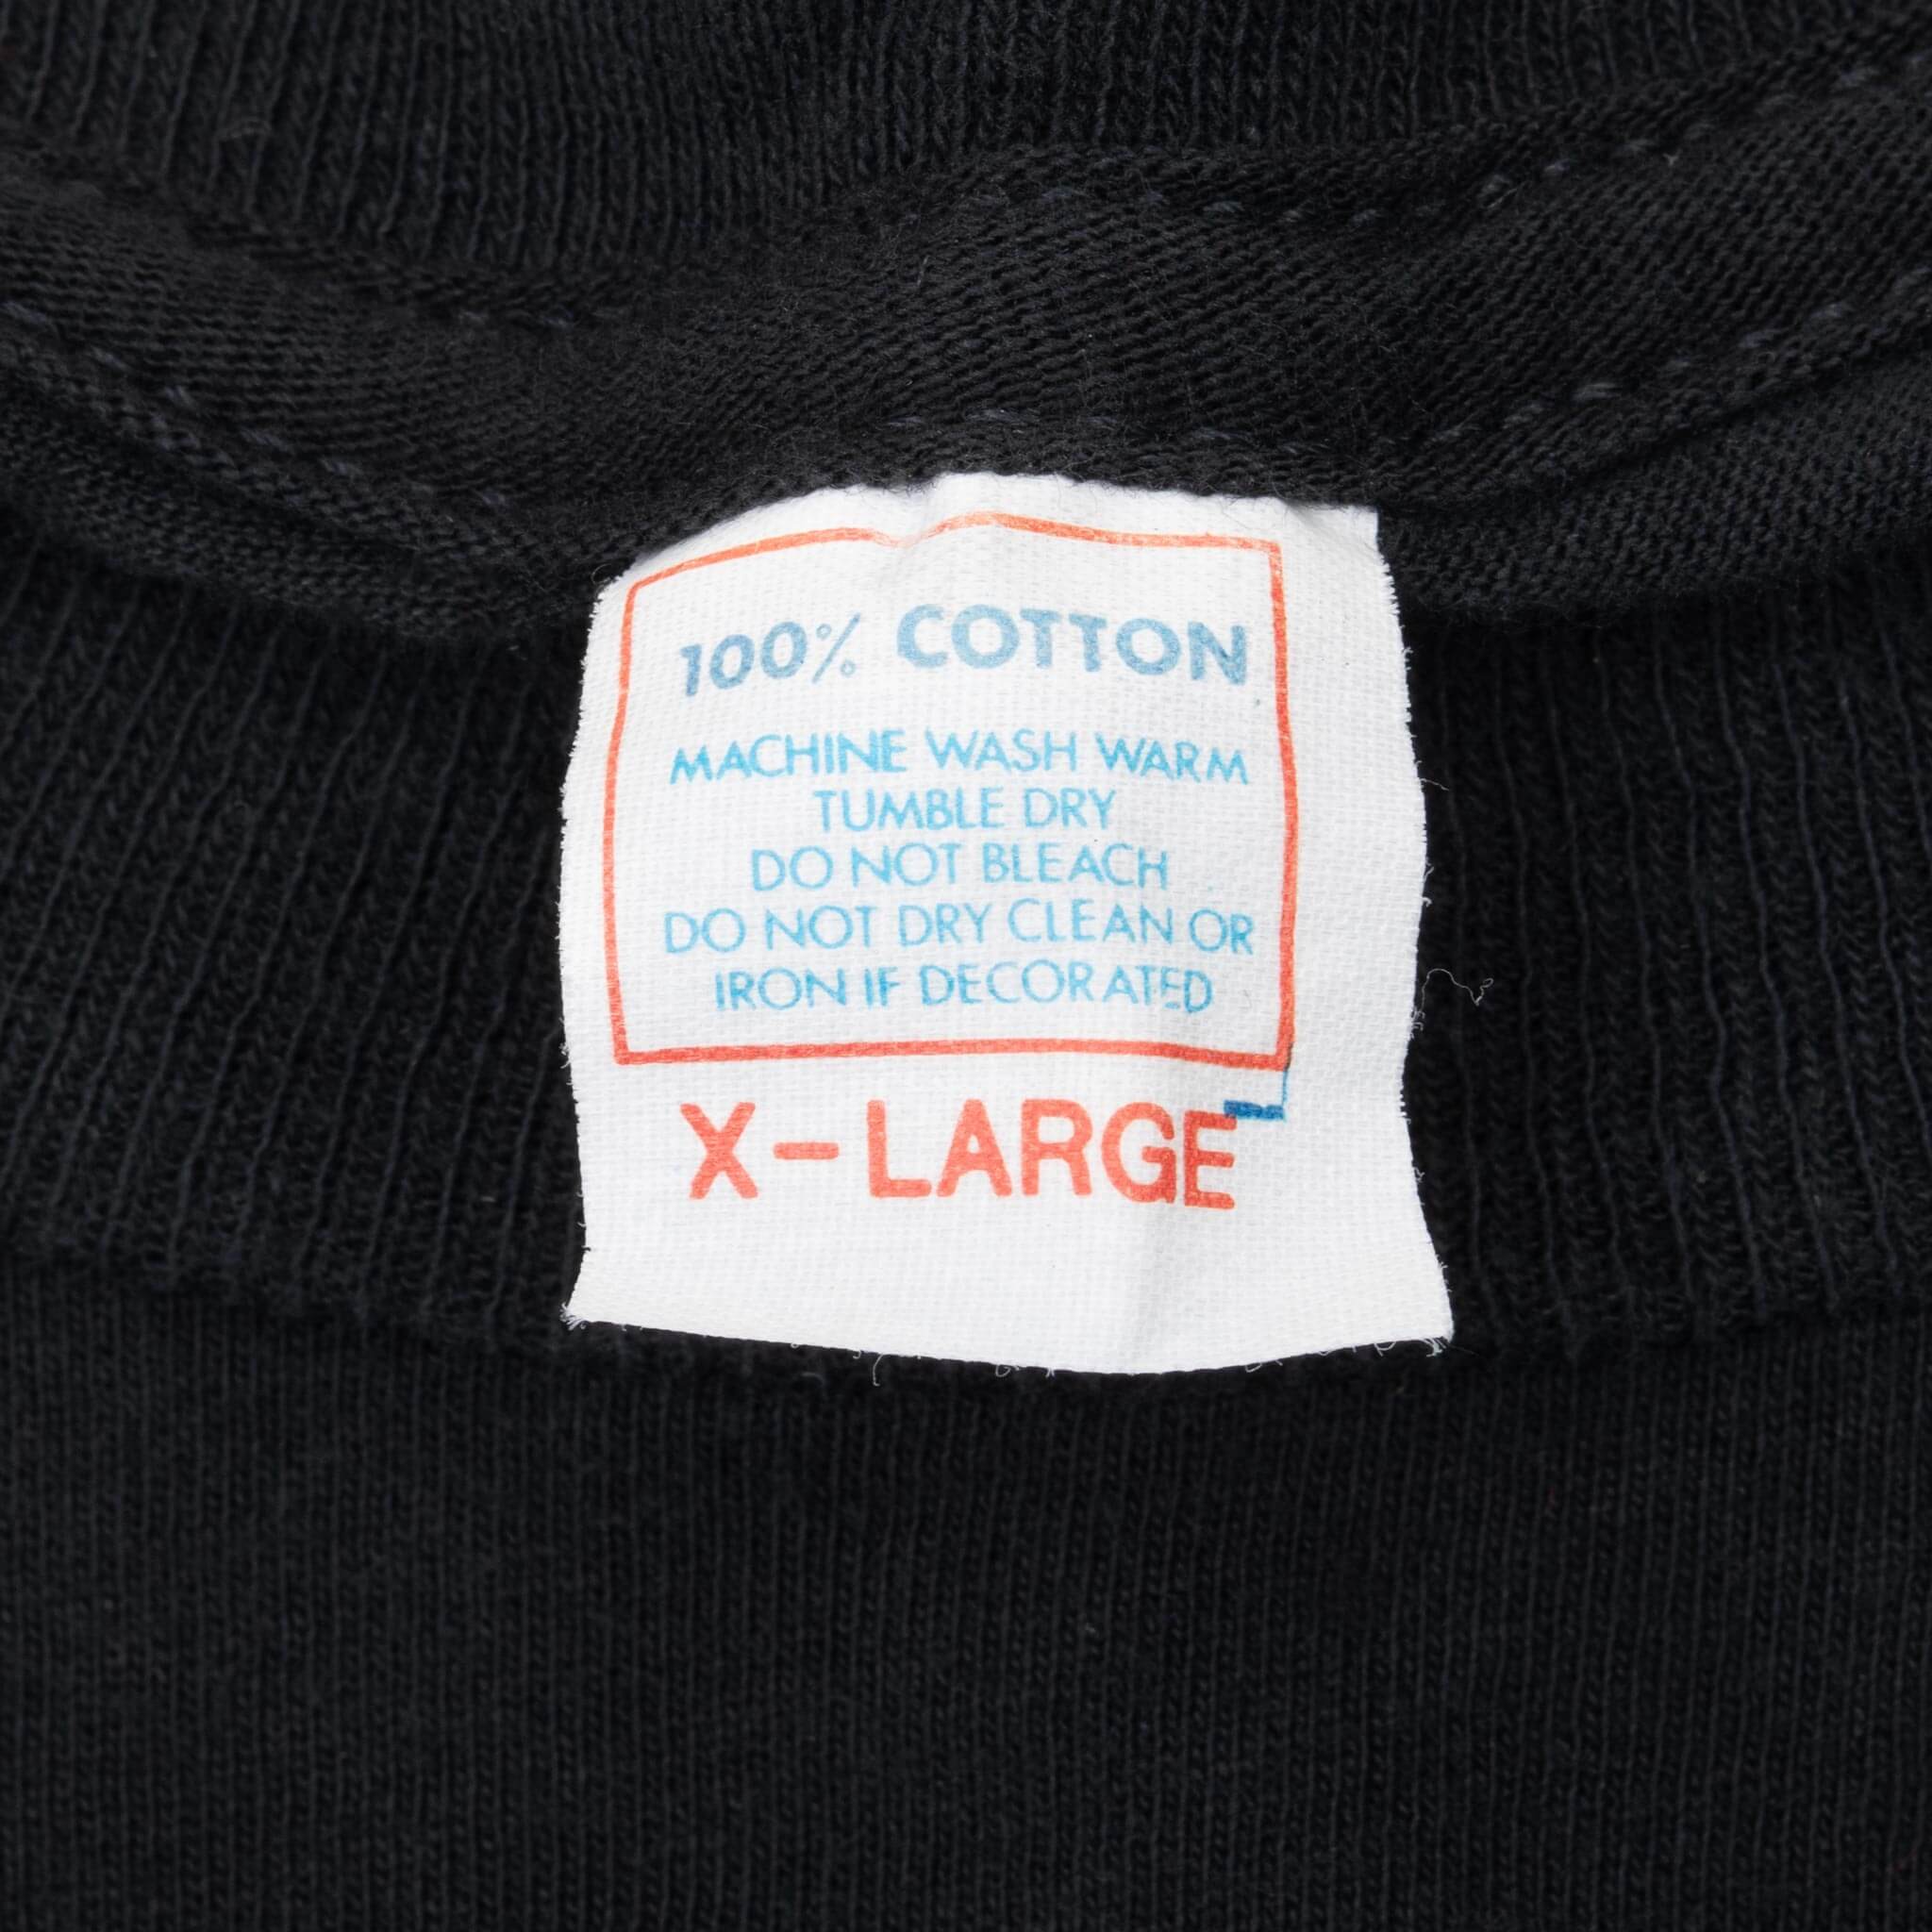 100% COTTON
MACHINE WASH WARM
TUMBLE DRY
DO NOT BLEACH
DO NOT DRY CLEAN OR
IRON IF DECORATED
X-LARGE